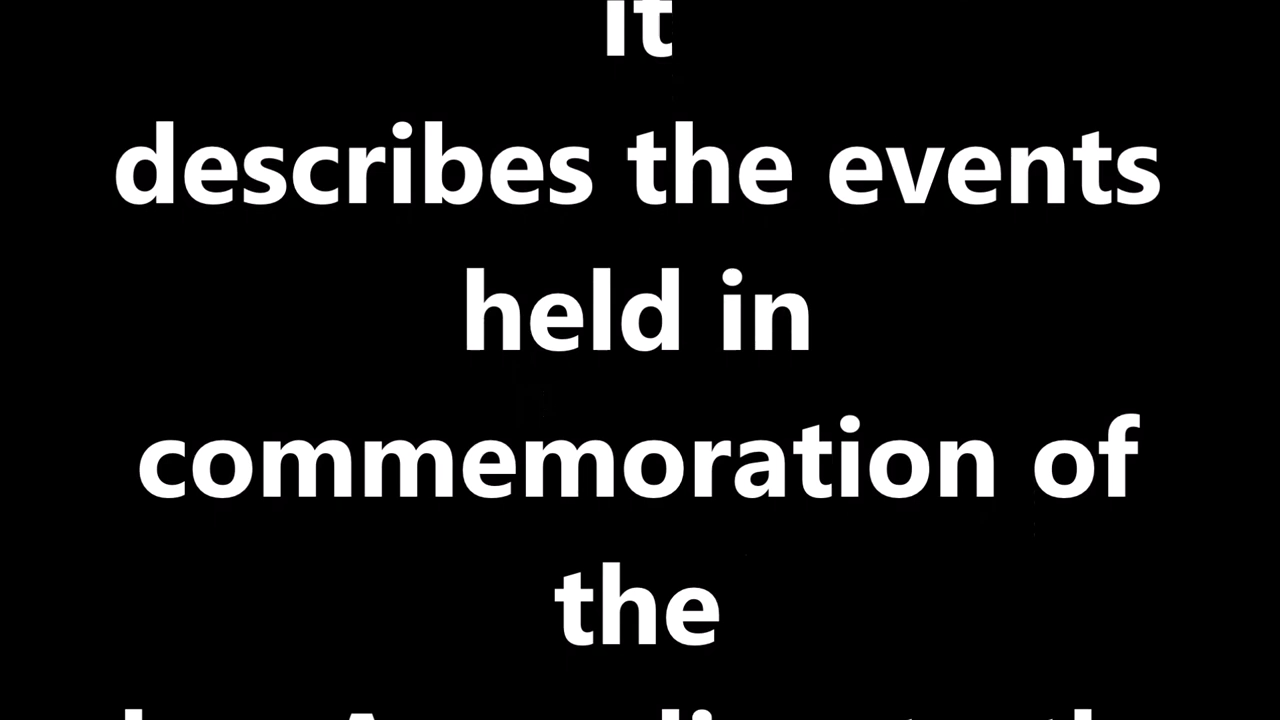 it
describes the events
held in
commemoration of
the